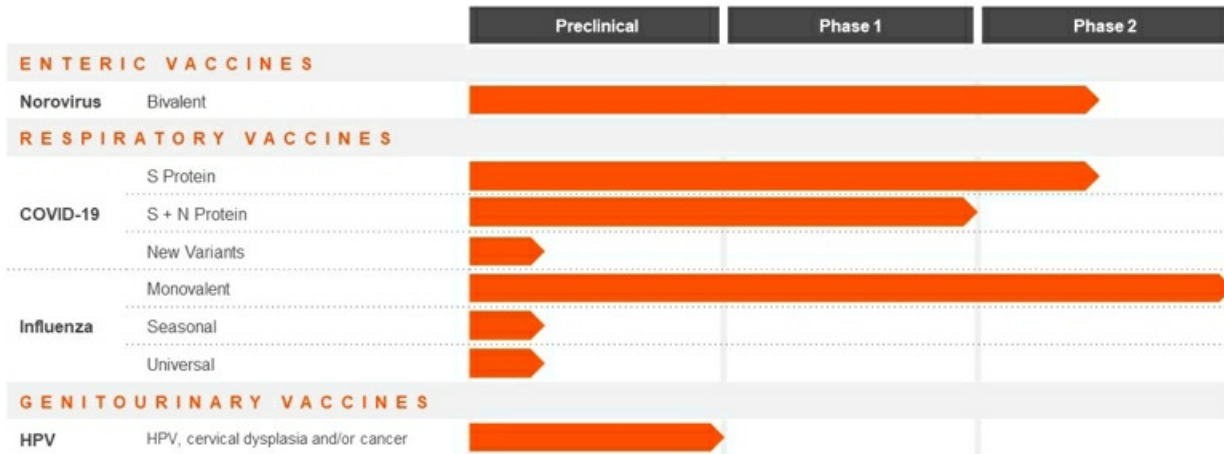 Preclinical Phase 1 Phase 2
ENTERIC VACCINES
Norovirus Bivalent
RESPIRATORY VACCINES
S Protein
COVID-19 S + N Protein
New Variants
Monovalent
Influenza Seasonal
Universal
GENITOURINARY VACCINES
HPV HPV, cervical dysplasia and/or cancer